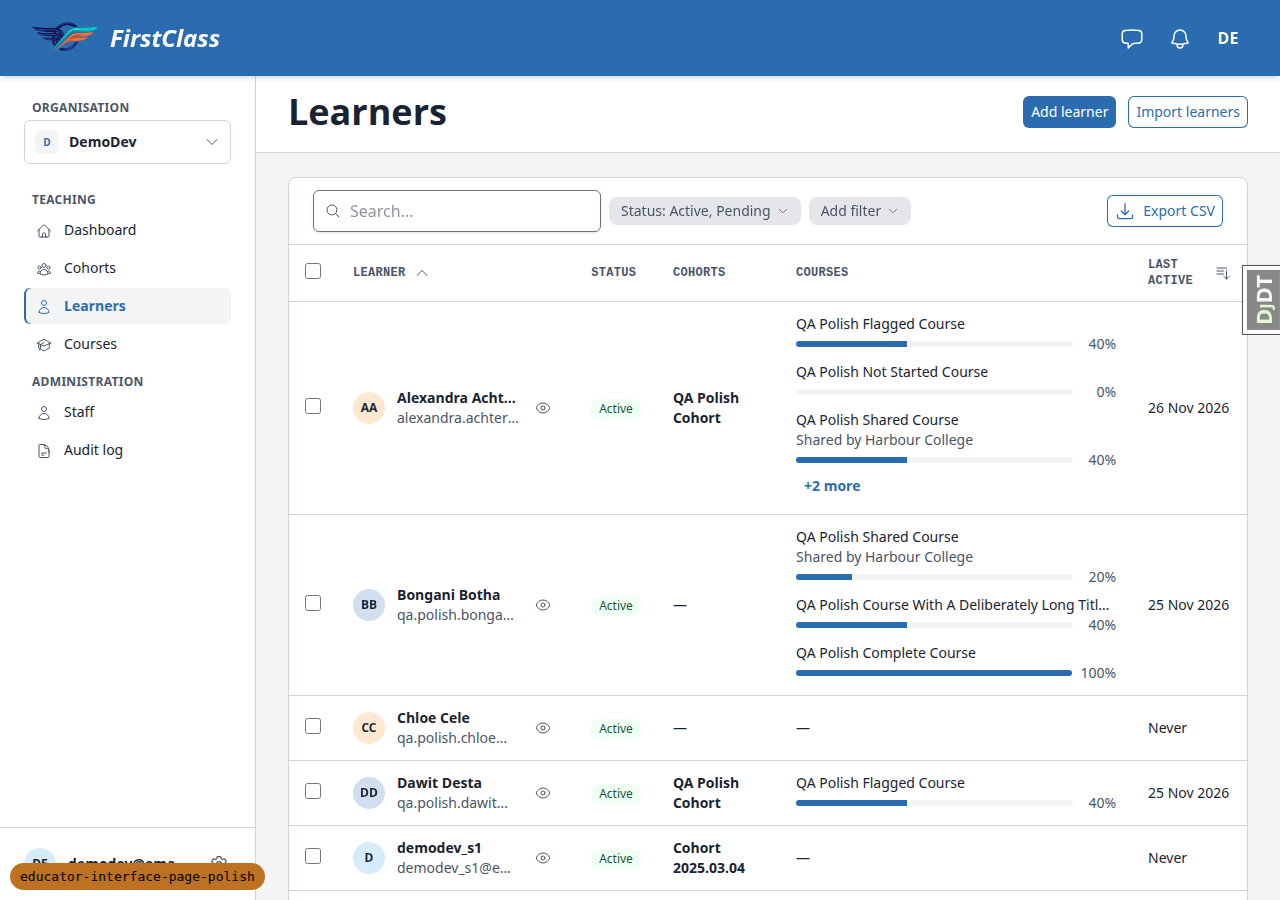 FirstClass
DE
ORGANISATION
D DemoDev
TEACHING
Dashboard
Cohorts
Learners
Courses
ADMINISTRATION
Staff
Audit log
demodev@ema...
educator-interface-page-polish
Learners
Add learner
Import learners
Search...
Status: Active, Pending
Add filter
Export CSV
LEARNER STATUS COHORTS COURSES LAST ACTIVE
AA
Alexandra Acht...
alexandra.achter...
Active
QA Polish
Cohort
QA Polish Flagged Course
40%
QA Polish Not Started Course
0%
QA Polish Shared Course
Shared by Harbour College
40%
+2 more
26 Nov 2026
BB
Bongani Botha
qa.polish.bonga...
Active
—
QA Polish Shared Course
Shared by Harbour College
20%
QA Polish Course With A Deliberately Long Titl...
40%
QA Polish Complete Course
100%
25 Nov 2026
CC
Chloe Cele
qa.polish.chloe...
Active
—
—
Never
DD
Dawit Desta
qa.polish.dawit...
Active
QA Polish
Cohort
QA Polish Flagged Course
40%
25 Nov 2026
D
demodev_s1
demodev_s1@e...
Active
Cohort
2025.03.04
—
Never
DJDT